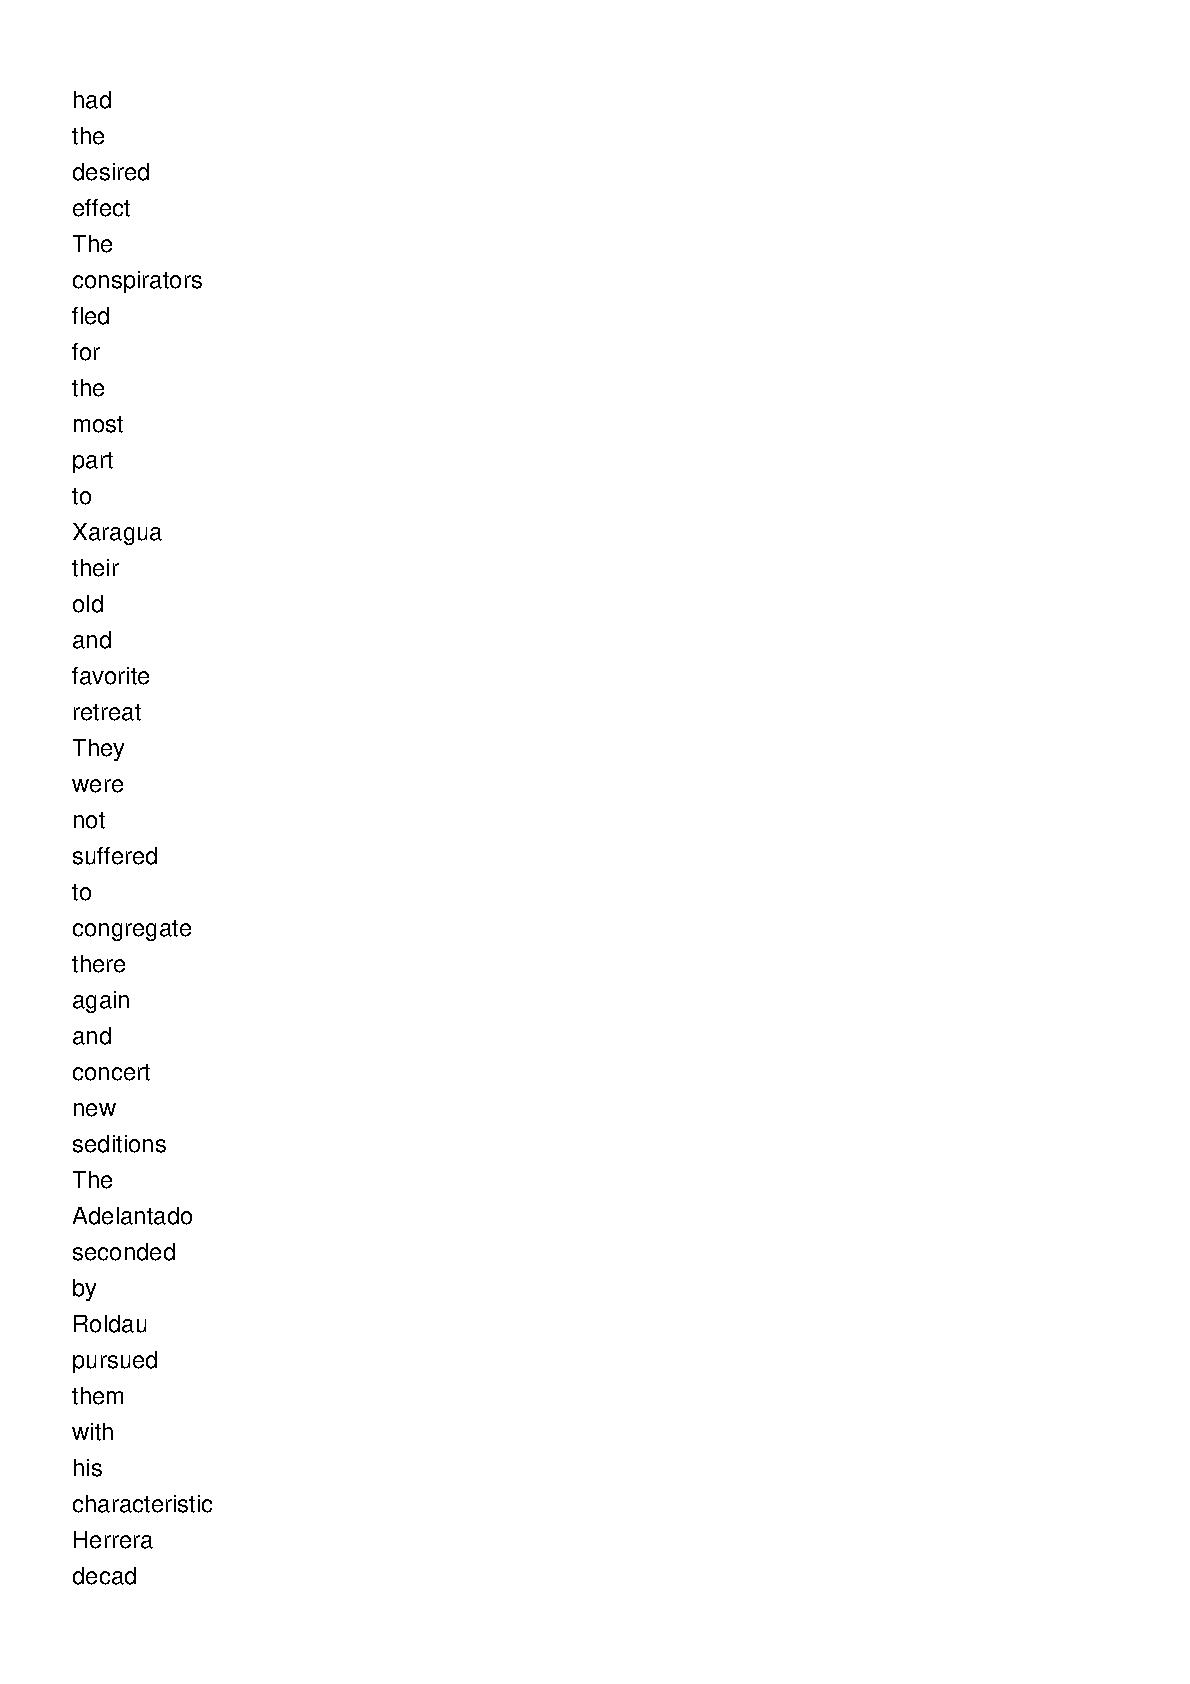 had
the
desired
effect
The
conspirators
fled
for
the
most
part
to
Xaragua
their
old
and
favorite
retreat
They
were
not
suffered
to
congregate
there
again
and
concert
new
seditions
The
Adelantado
seconded
by
Roldau
pursued
them
with
his
characteristic
Herrera
decad